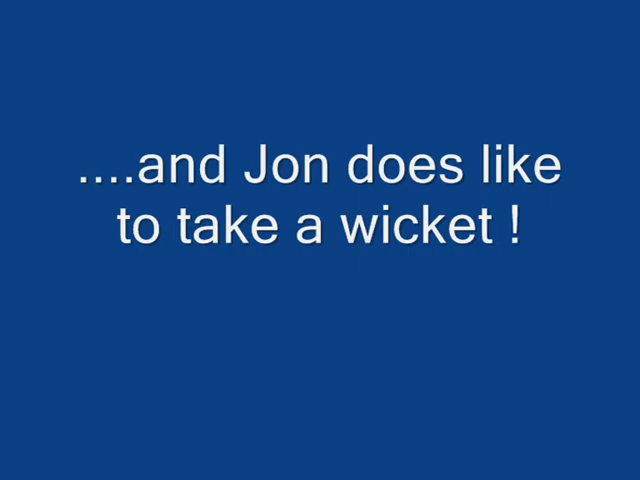 ....and Jon does like
to take a wicket !